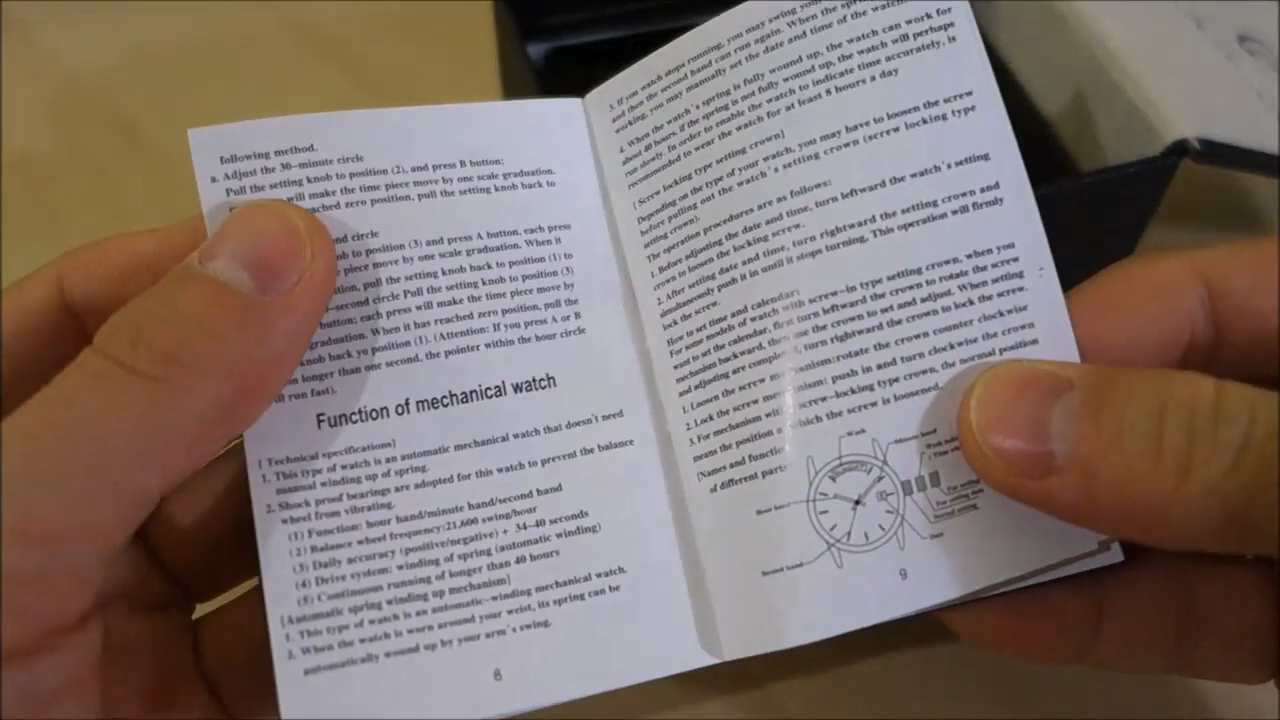 following method.
a. Adjust the 30-minute circle
Pull the setting knob to position (2), and press B button;
will make the time piece move by one scale graduation.
reached zero position, pull the setting knob back to
circle
to position (3) and press A button, each press
piece move by one scale graduation. When it
pull the setting knob back to position (1) to
-second circle Pull the setting knob to position (3)
button; each press will make the time piece move by
graduation. When it has reached zero position, pull the
knob back yo position (1). (Attention: If you press A or B
longer than one second, the pointer within the hour circle
run fast).
Function of mechanical watch
[ Technical specifications]
1. This type of watch is an automatic mechanical watch that doesn't need
manual winding up of spring.
2. Shock proof bearings are adopted for this watch to prevent the balance
wheel from vibrating.
(1) Function: hour hand/minute hand/second hand
(2) Balance wheel frequency:21,600 swing/hour
(3) Daily accuracy (positive/negative) + 34-40 seconds
(4) Drive system: winding of spring (automatic winding)
(5) Continuous running of longer than 40 hours
[Automatic spring winding up mechanism]
1. This type of watch is an automatic-winding mechanical watch.
2. When the watch is worn around your weist, its spring can be
automatically wound up by your arm's swing.
8
3. If you watch stops running, you may swing your
and then the second hand can run again. When the
working, you may manually set the date and time of the watch.
4. When the watch's spring is fully wound up, the watch can work for
about 40 hours. if the spring is not fully wound up, the watch will perhaps
run slowly. In order to enable the watch to indicate time accurately, is
recommended to wear the watch for at least 8 hours a day
[ Screw locking type setting crown]
Depending on the type of your watch, you may have to loosen the screw
before pulling out the watch's setting crown (screw locking type
setting crown).
The operation procedures are as follows:
1. Before adjusting the date and time, turn leftward the watch's setting
crown to loosen the locking screw.
2. After setting date and time, turn rightward the setting crown and
simultaneously push it in until it stops turning. This operation will firmly
lock the screw.
How to set time and calendar:
For some models of watch with screw-in type setting crown, when you
want to set the calendar, first turn leftward the crown to rotate the screw
mechanism backward, then use the crown to set and adjust. When setting
and adjusting are completed, turn rightward the crown to lock the screw.
1. Loosen the screw mechanism:rotate the crown counter clockwise
2. Lock the screw mechanism: push in and turn clockwise the crown
3. For mechanism with screw-locking type crown, the normal position
means the position which the screw is loosened.
[Names and
of different parts
Week
Minute hand
Hour hand
For setting
For setting date
Normal setting
Date
Second hand
9